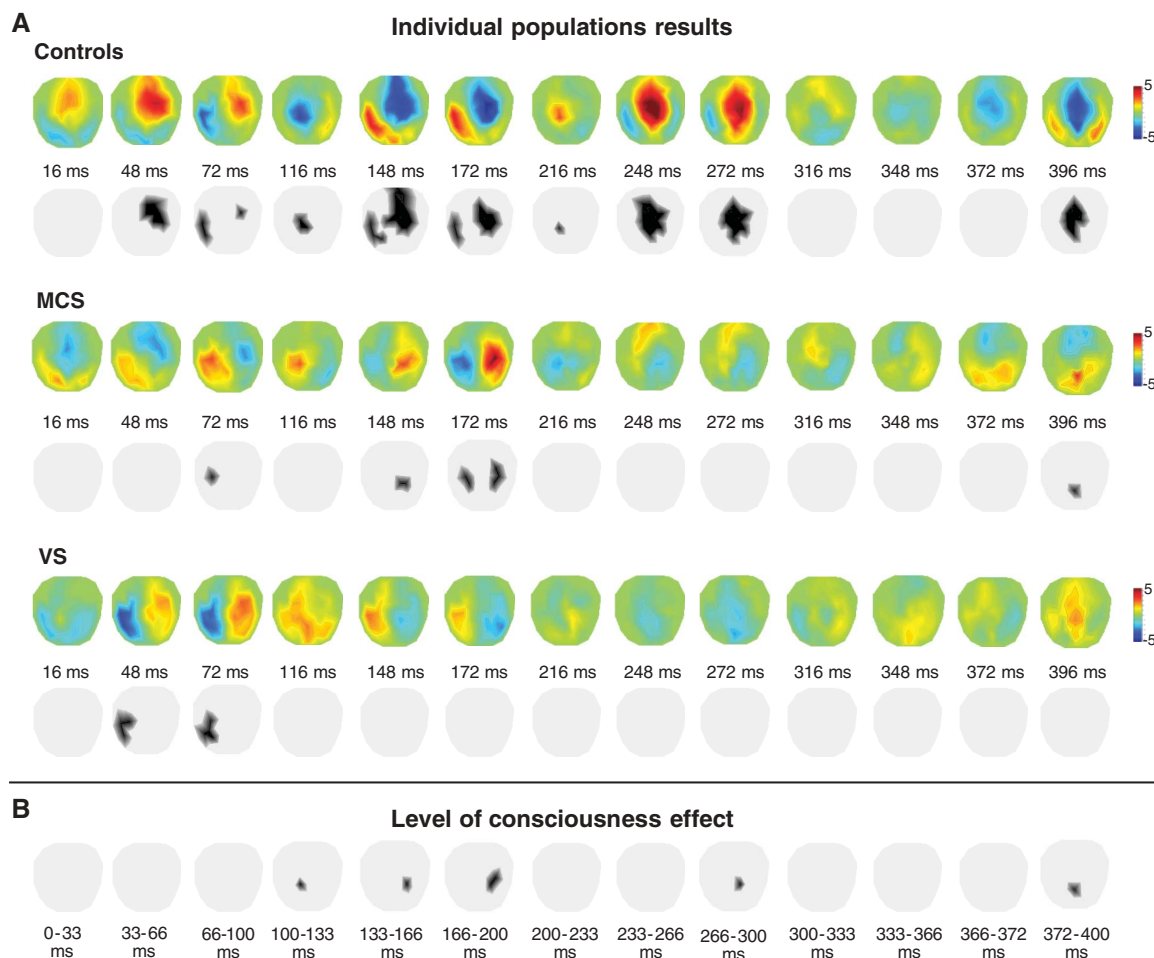 A
Individual populations results
Controls
5
-5
16 ms 48 ms 72 ms 116 ms 148 ms 172 ms 216 ms 248 ms 272 ms 316 ms 348 ms 372 ms 396 ms
MCS
5
-5
16 ms 48 ms 72 ms 116 ms 148 ms 172 ms 216 ms 248 ms 272 ms 316 ms 348 ms 372 ms 396 ms
VS
5
-5
16 ms 48 ms 72 ms 116 ms 148 ms 172 ms 216 ms 248 ms 272 ms 316 ms 348 ms 372 ms 396 ms
B
Level of consciousness effect
0-33 33-66 66-100 100-133 133-166 166-200 200-233 233-266 266-300 300-333 333-366 366-372 372-400
ms ms ms ms ms ms ms ms ms ms ms ms ms